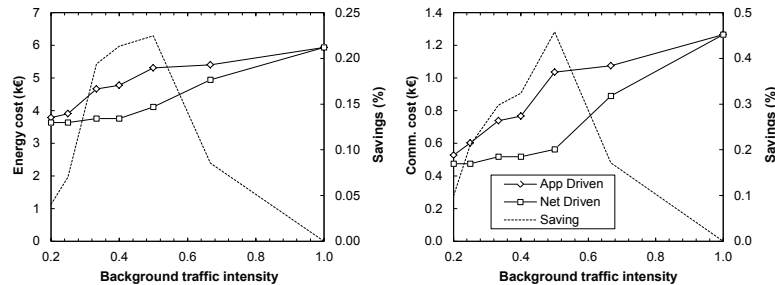 7
6
5
4
3
2
1
0
Energy cost (k€)
0.25
0.20
0.15
0.10
0.05
0.00
Savings (%)
0.2 0.4 0.6 0.8 1.0
Background traffic intensity
1.4
1.2
1.0
0.8
0.6
0.4
0.2
0.0
Comm. cost (k€)
0.5
0.4
0.3
0.2
0.1
0.0
Savings (%)
App Driven
Net Driven
Saving
0.2 0.4 0.6 0.8 1.0
Background traffic intensity